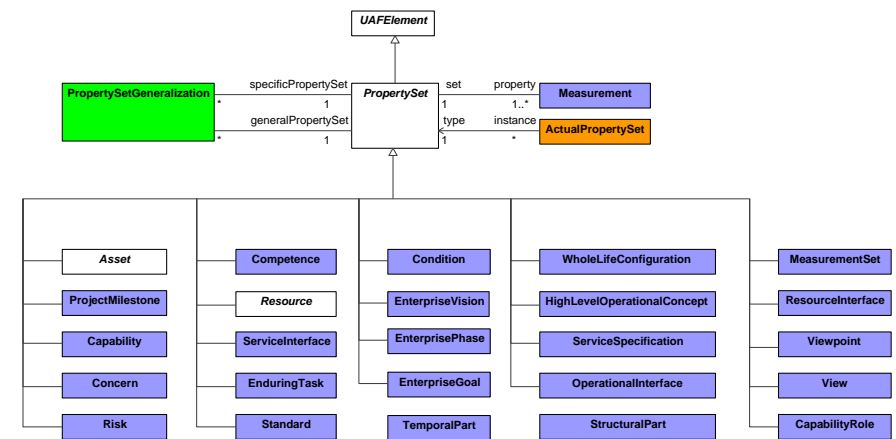 UAFElement
PropertySetGeneralization
specificPropertySet
*
1
generalPropertySet
*
1
PropertySet
set
property
1
1..*
type
instance
1
*
Measurement
ActualPropertySet
Asset
Competence
Condition
WholeLifeConfiguration
MeasurementSet
ProjectMilestone
Resource
EnterpriseVision
HighLevelOperationalConcept
ResourceInterface
Capability
ServiceInterface
EnterprisePhase
ServiceSpecification
Viewpoint
Concern
EnduringTask
EnterpriseGoal
OperationalInterface
View
Risk
Standard
TemporalPart
StructuralPart
CapabilityRole